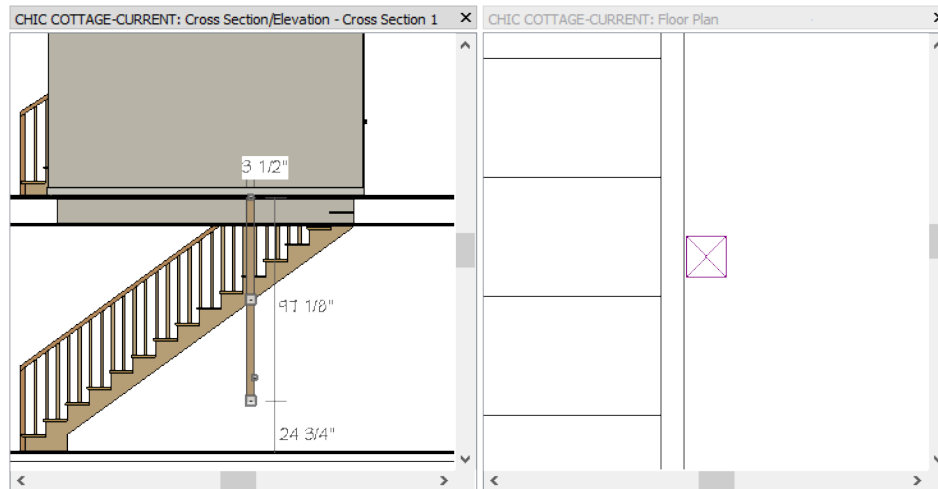 CHIC COTTAGE-CURRENT: Cross Section/Elevation - Cross Section 1
CHIC COTTAGE-CURRENT: Floor Plan
3 1/2"
97 1/8"
24 3/4"